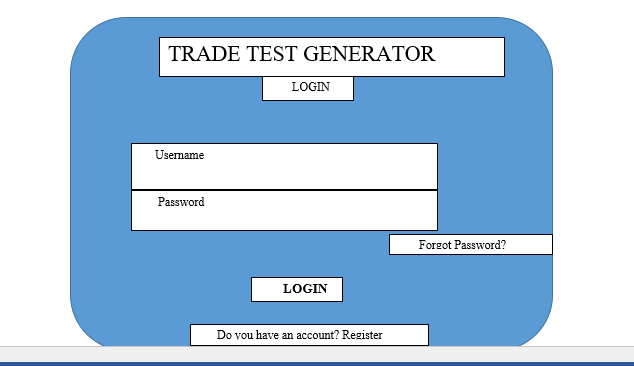 TRADE TEST GENERATOR
LOGIN
Username
Password
Forgot Password?
LOGIN
Do you have an account? Register